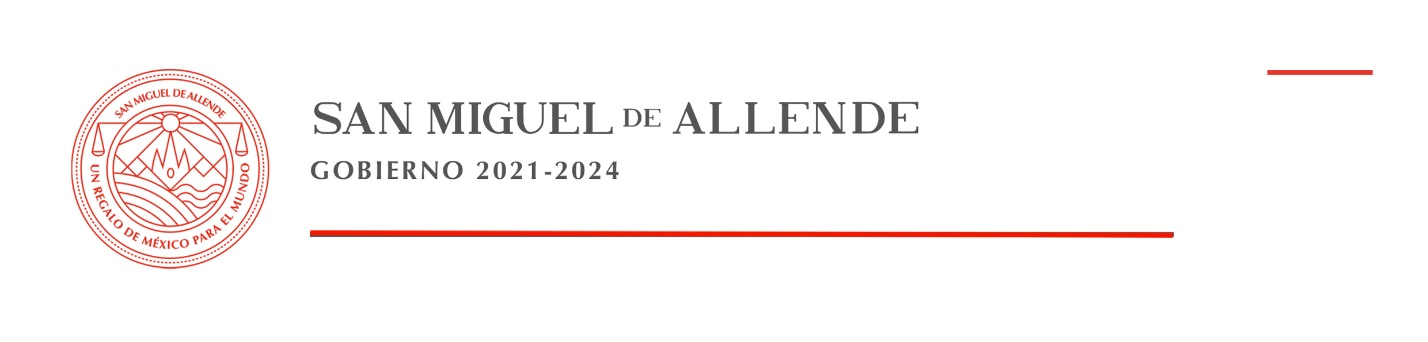 SAN MIGUEL DE ALLENDE
UN REGALO DE MÉXICO PARA EL MUNDO
SAN MIGUEL DE ALLENDE
GOBIERNO 2021-2024